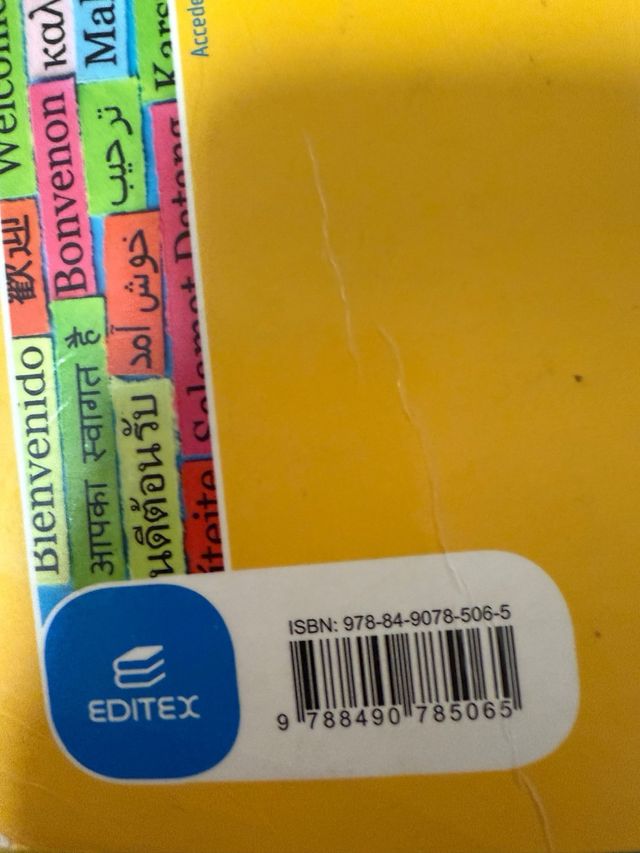 Welcome
καλ
Mal
Kars
Accede
歡迎
Bonvenon
ترحيب
Selamat Datang
Bienvenido
आपका स्वागत है
خوش آمد
นดีต้อนรับ
EDITEX
ISBN: 978-84-9078-506-5
9 788490 785065